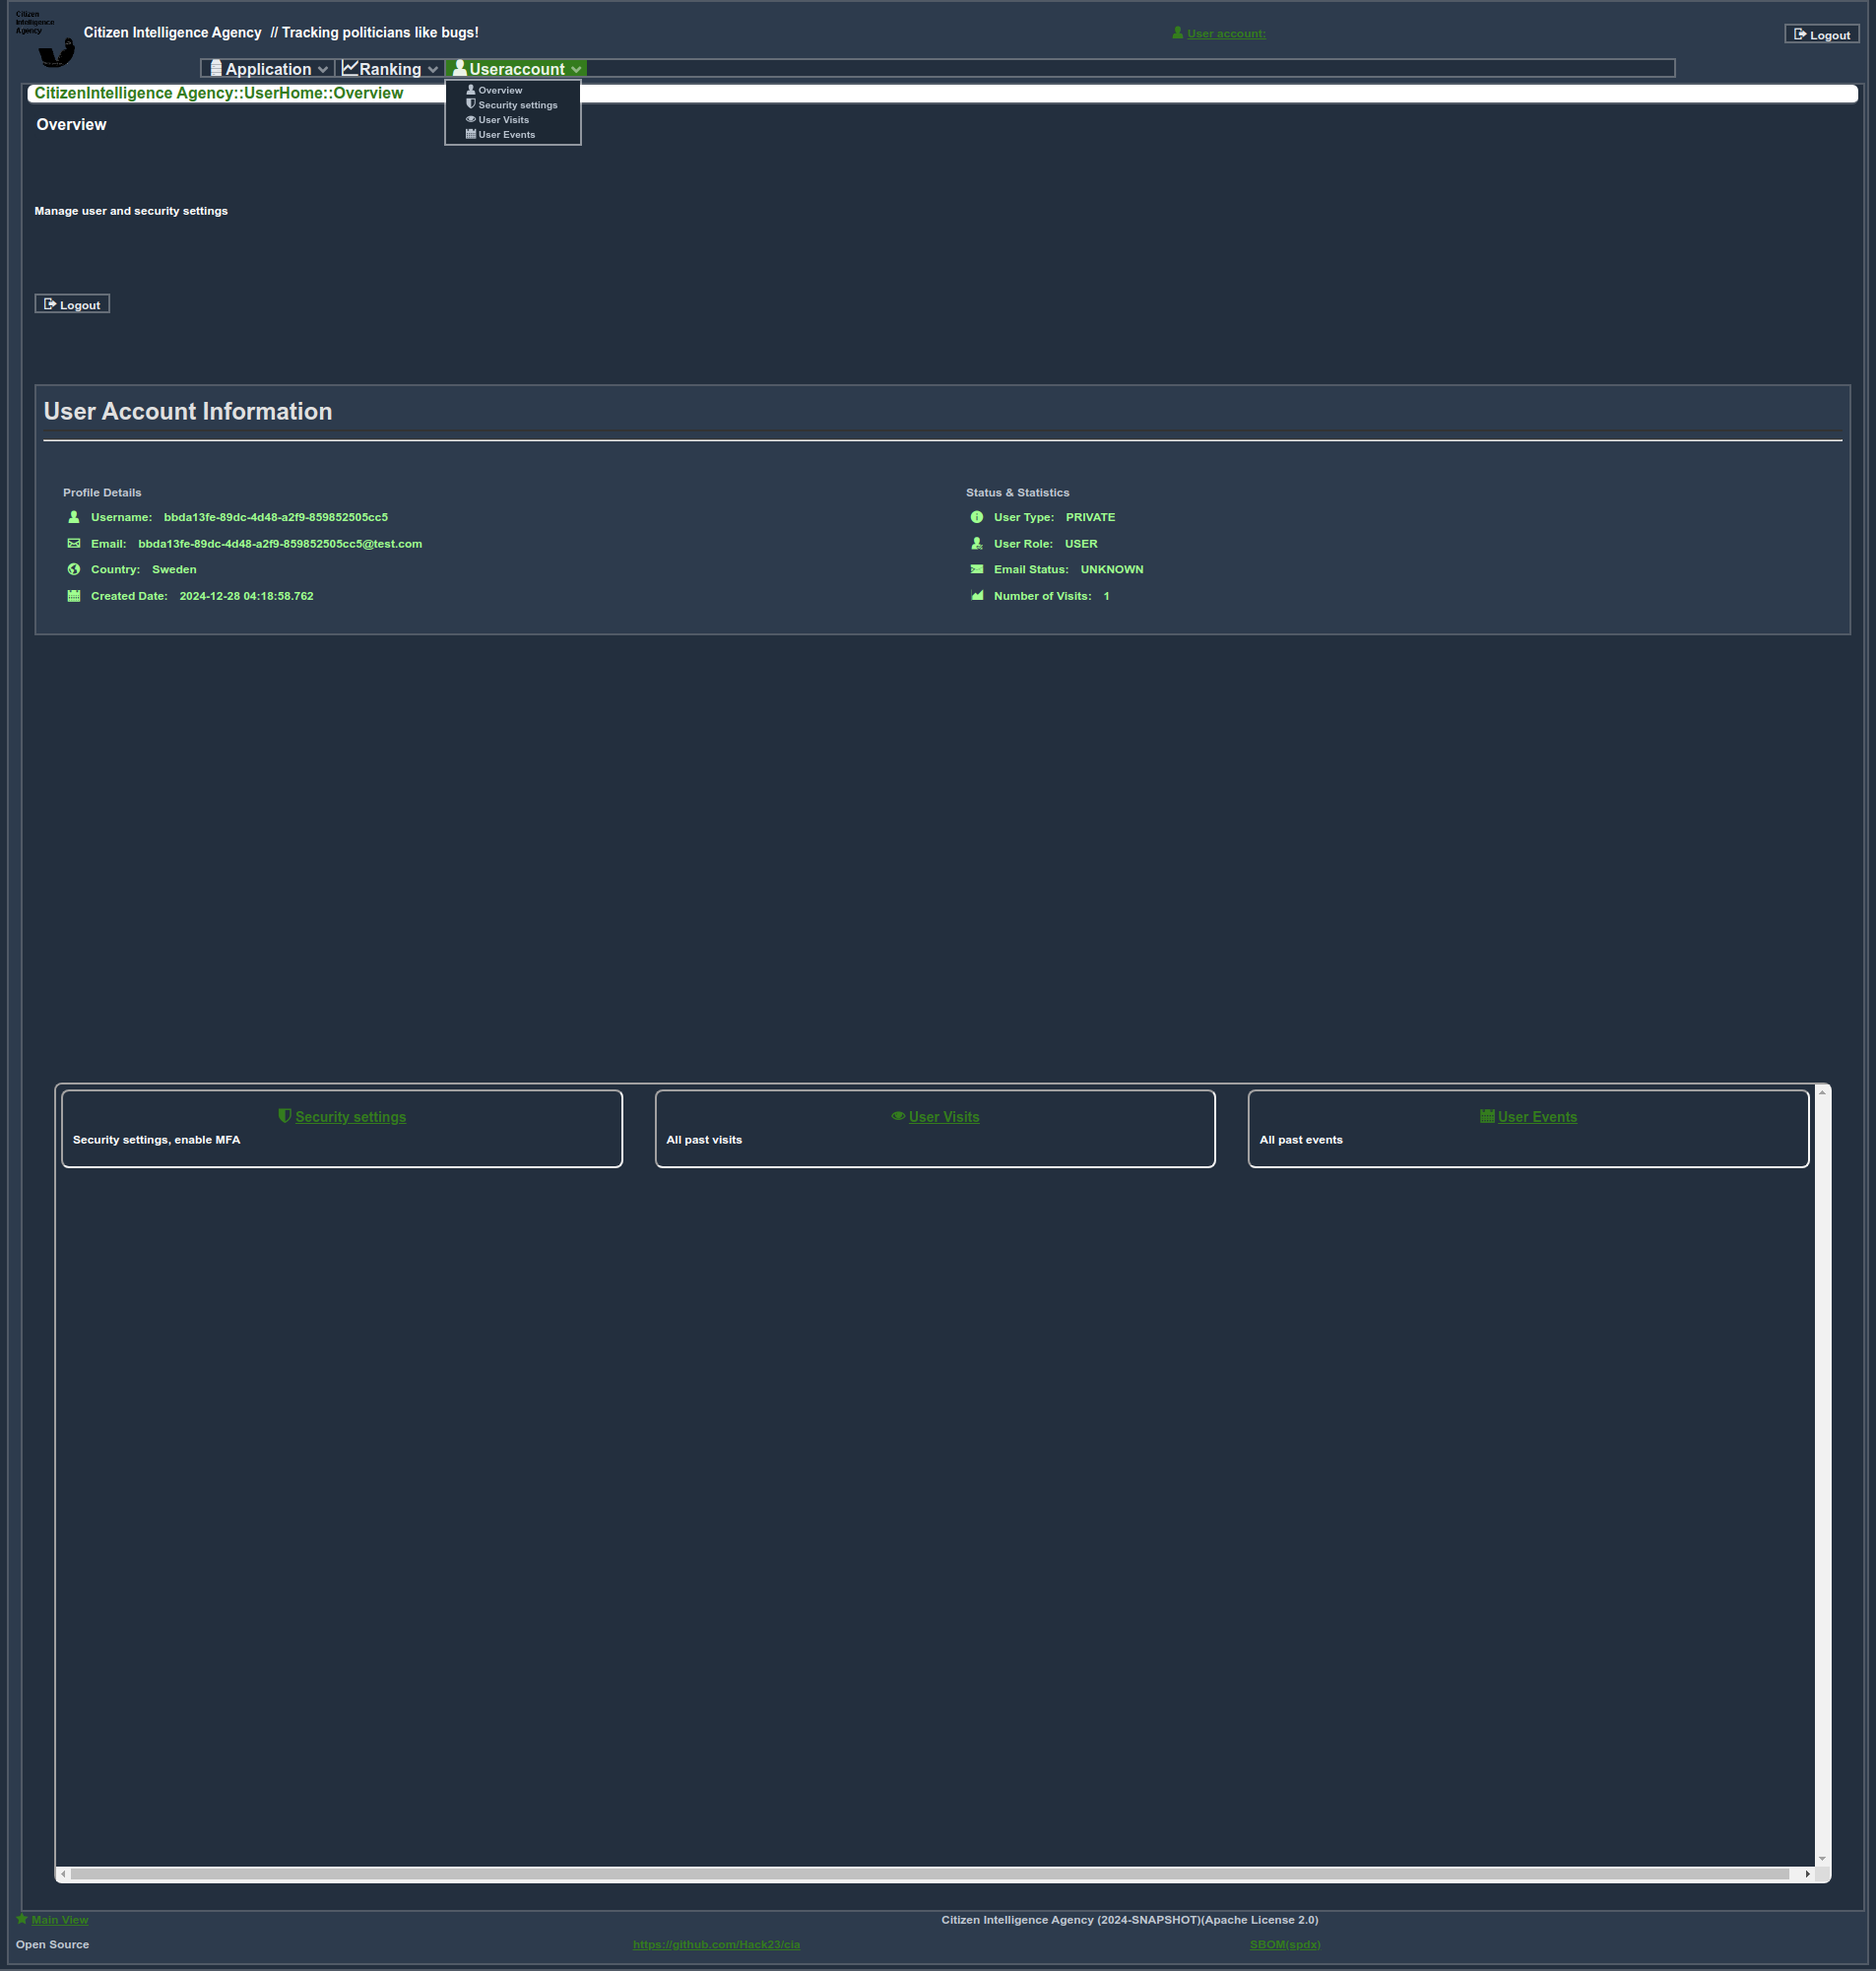 Citizen
Intelligence
Agency
Citizen Intelligence Agency // Tracking politicians like bugs!
User account:
Logout
Application
Ranking
Useraccount
CitizenIntelligence Agency::UserHome::Overview
Overview
Security settings
User Visits
User Events
Overview
Manage user and security settings
Logout
User Account Information
Profile Details
Username: bbda13fe-89dc-4d48-a2f9-859852505cc5
Email: bbda13fe-89dc-4d48-a2f9-859852505cc5@test.com
Country: Sweden
Created Date: 2024-12-28 04:18:58.762
Status & Statistics
User Type: PRIVATE
User Role: USER
Email Status: UNKNOWN
Number of Visits: 1
Security settings
Security settings, enable MFA
User Visits
All past visits
User Events
All past events
Main View
Citizen Intelligence Agency (2024-SNAPSHOT)(Apache License 2.0)
Open Source
https://github.com/Hack23/cia
SBOM(spdx)